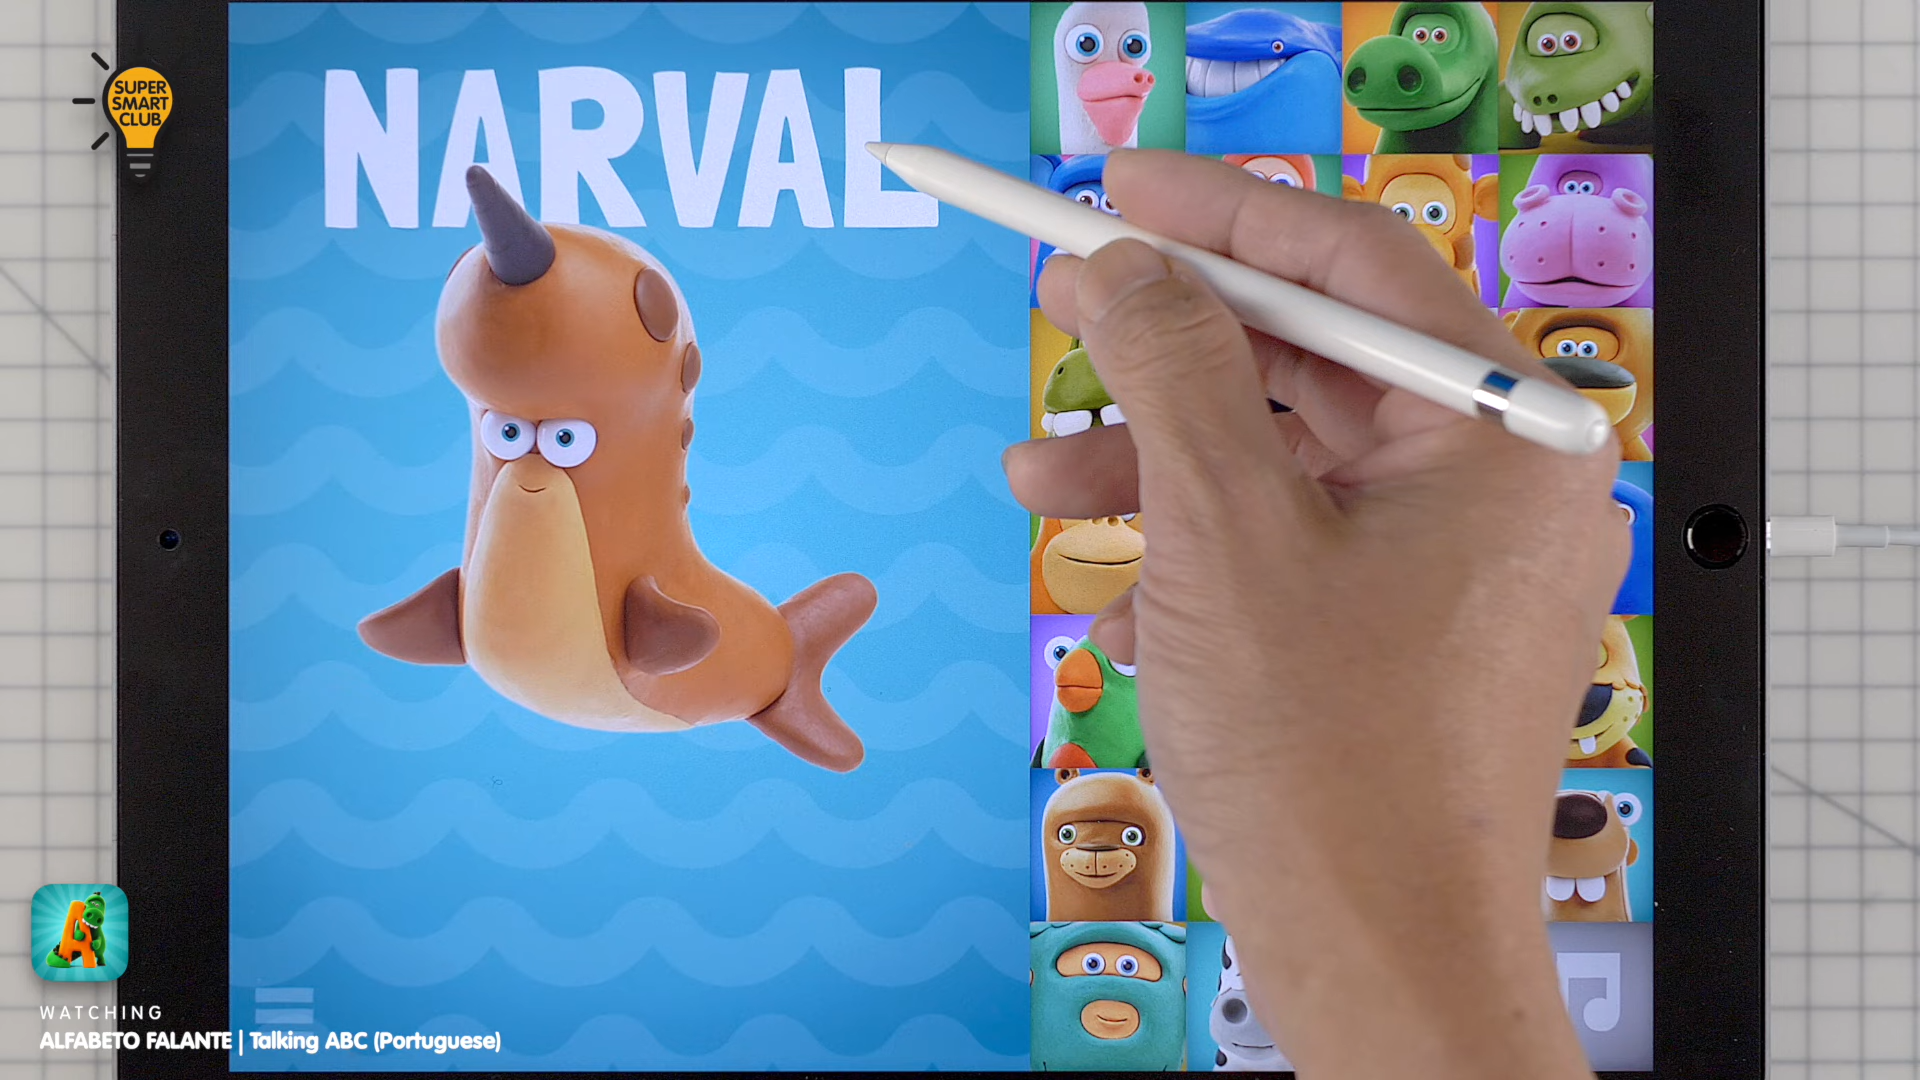 SUPER
SMART
CLUB
NARVAL
WATCHING
ALFABETO FALANTE | Talking ABC (Portuguese)